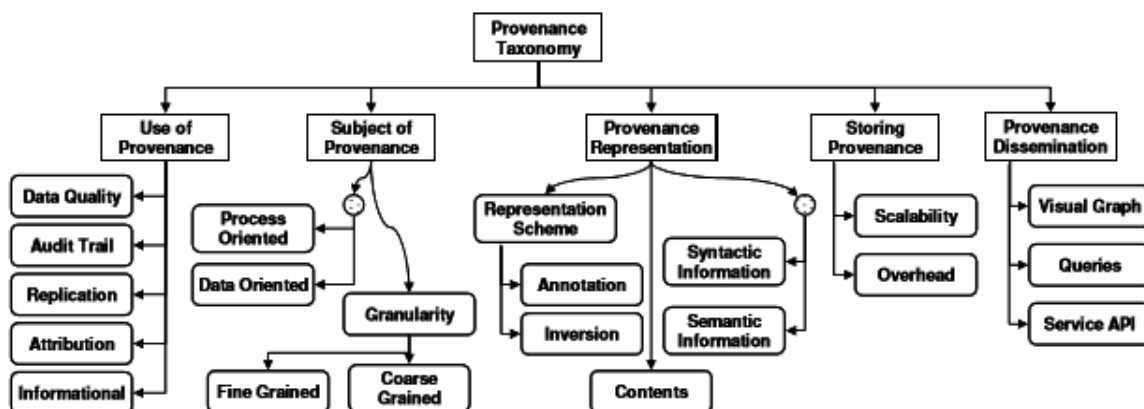 Provenance
Taxonomy
Use of
Provenance
Subject of
Provenance
Provenance
Representation
Storing
Provenance
Provenance
Dissemination
Data Quality
Audit Trail
Replication
Attribution
Informational
Process
Oriented
Data Oriented
Granularity
Fine Grained
Coarse
Grained
Representation
Scheme
Annotation
Inversion
Contents
Syntactic
Information
Semantic
Information
Scalability
Overhead
Visual Graph
Queries
Service API